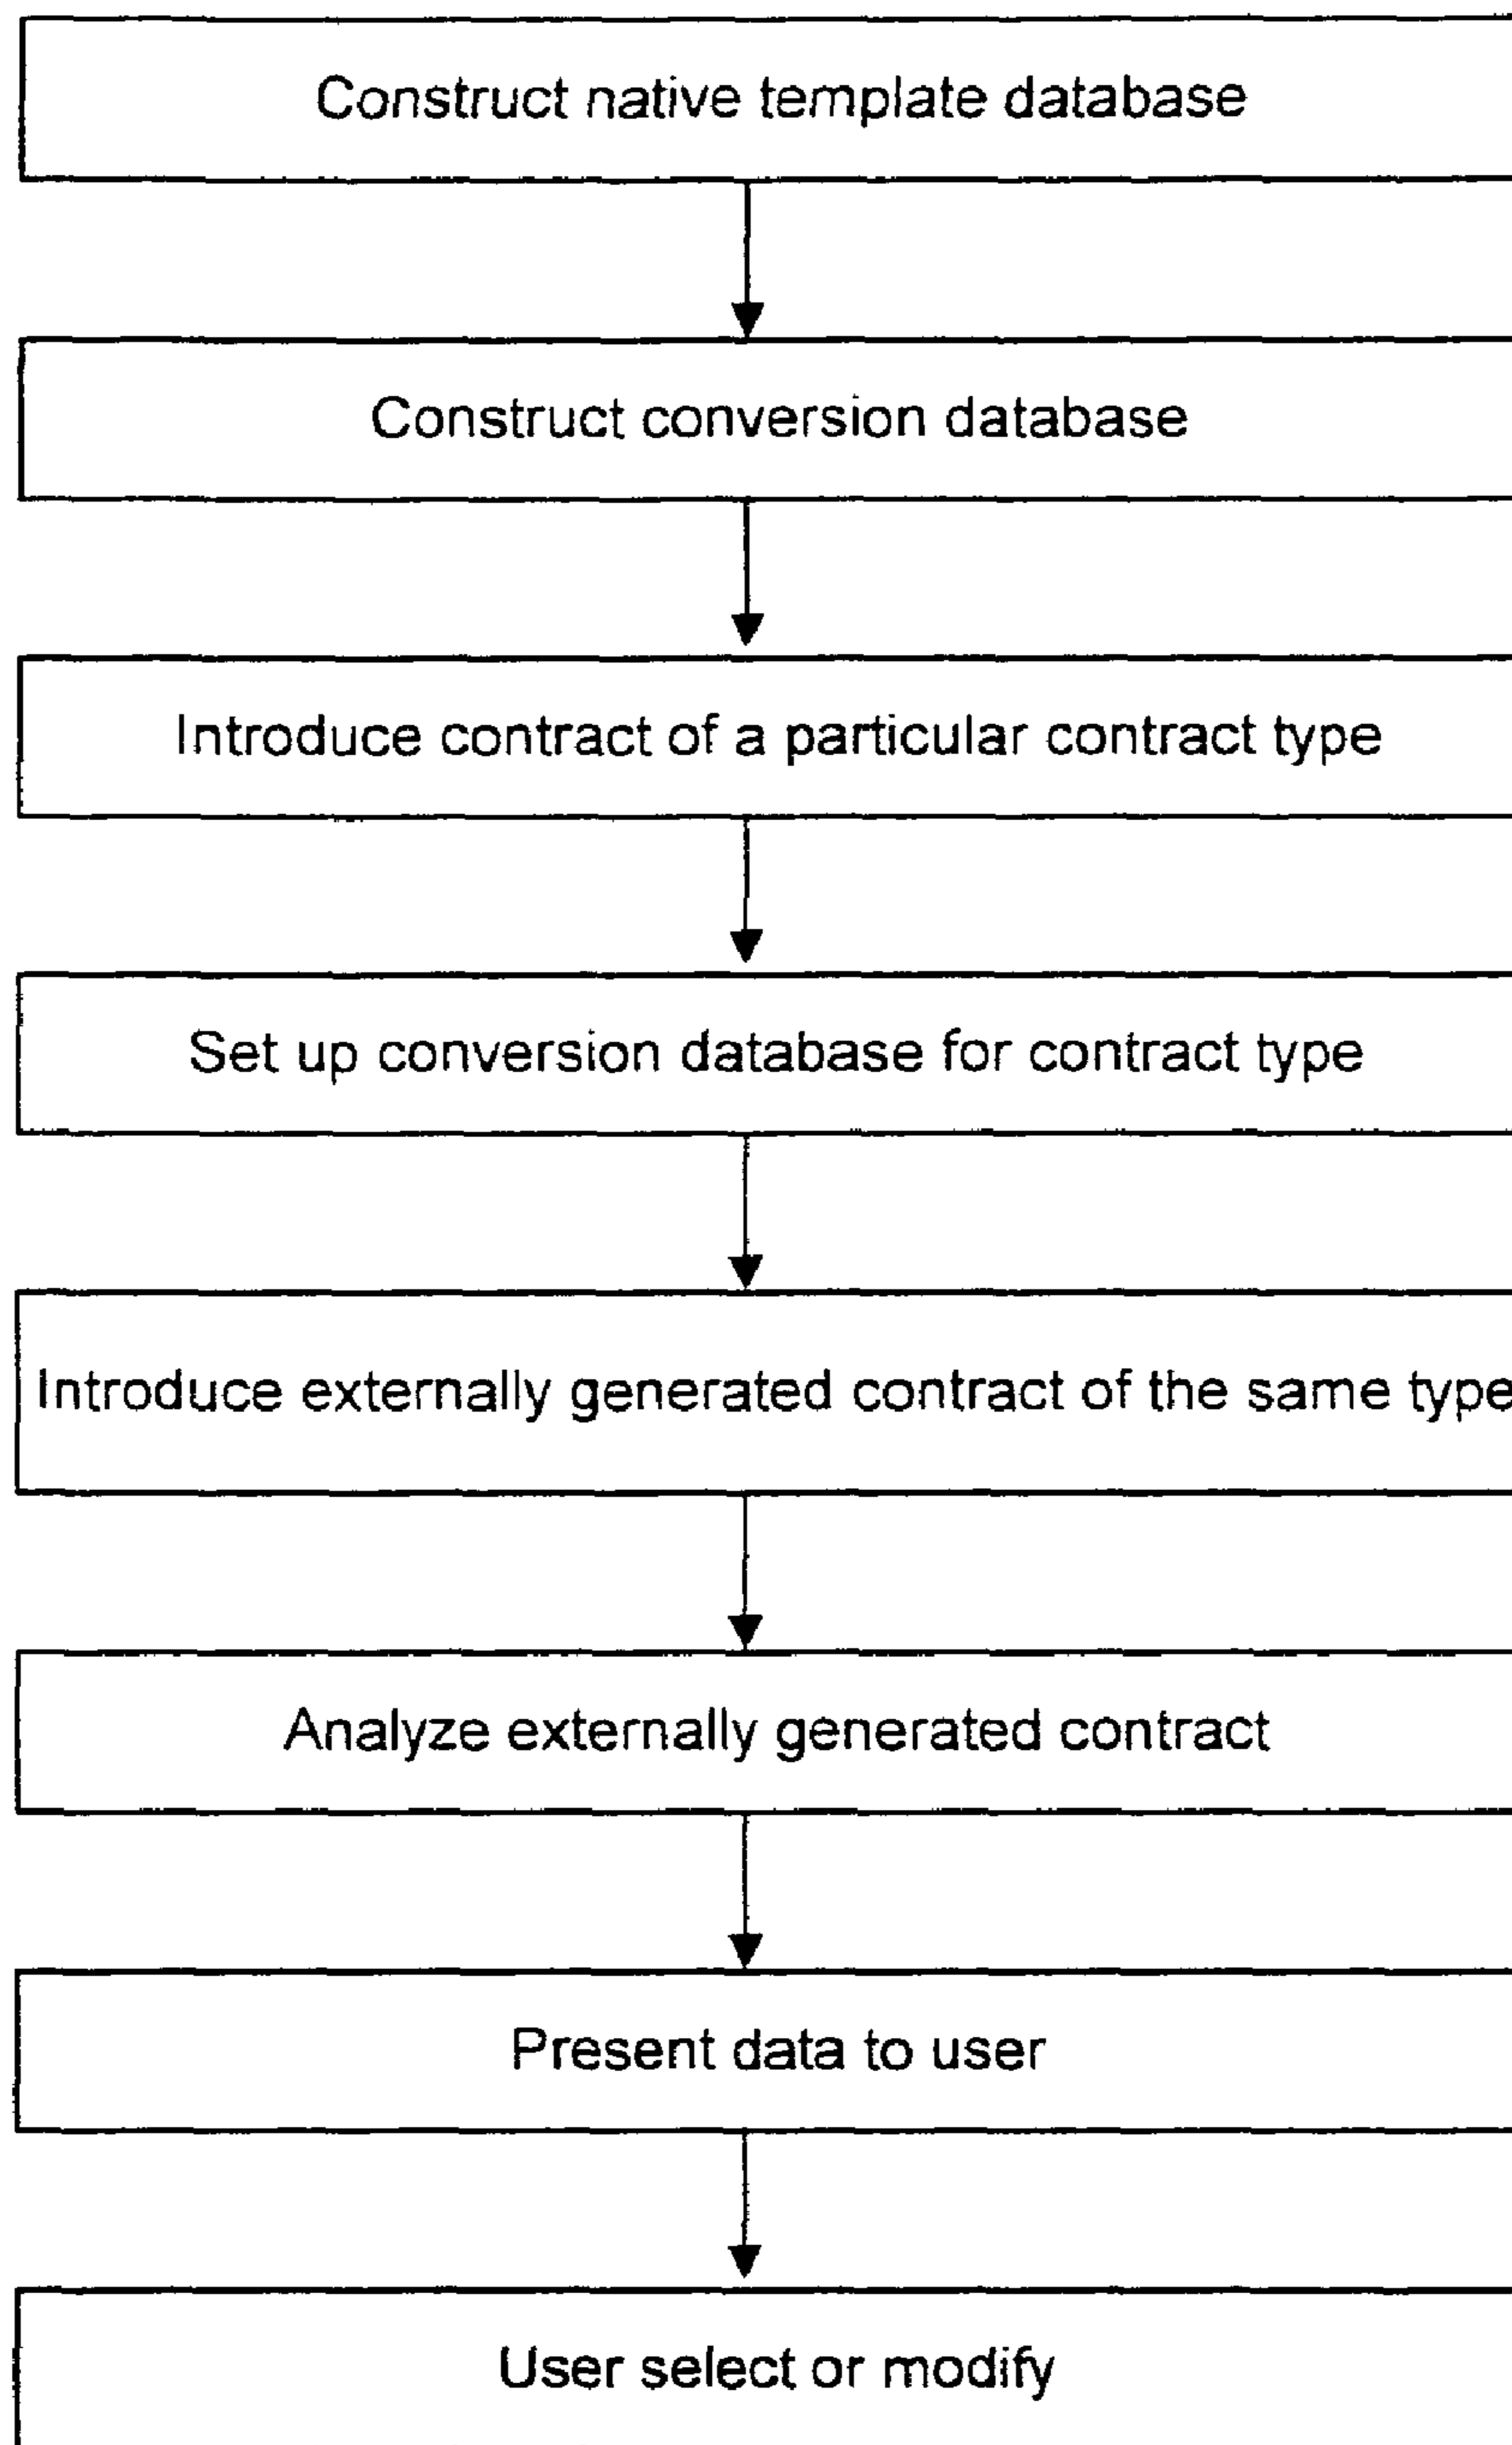 Construct native template database
Construct conversion database
Introduce contract of a particular contract type
Set up conversion database for contract type
Introduce externally generated contract of the same type
Analyze externally generated contract
Present data to user
User select or modify